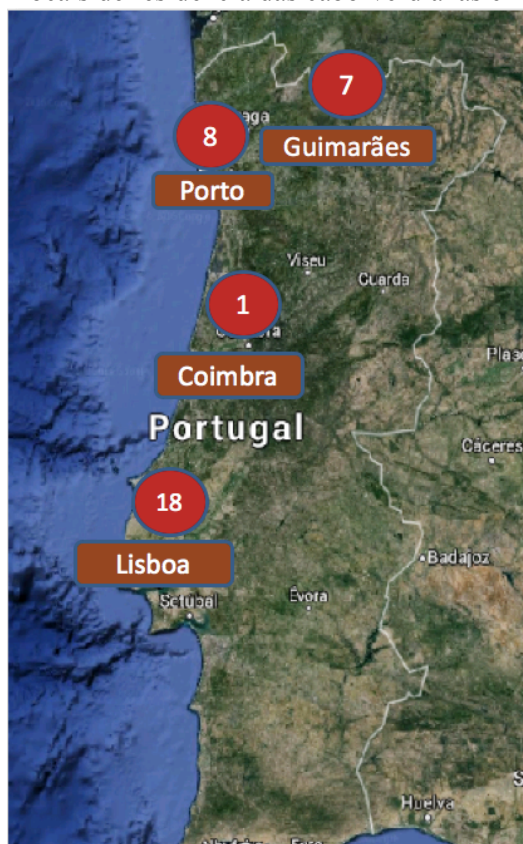 7
8
Guimarães
Porto
Viseu
Guarda
1
Coimbra
Portugal
Cáceres
18
Lisboa
Badajoz
Setúbal
Évora
Huelva